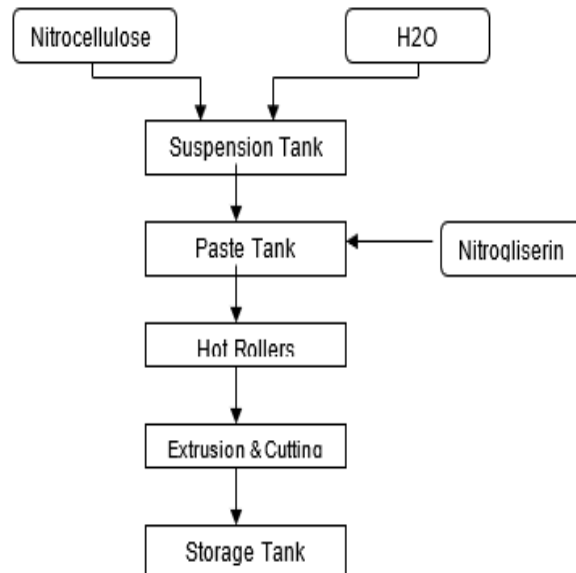 Nitrocellulose
H2O
Suspension Tank
Paste Tank
Nitrogliserin
Hot Rollers
Extrusion & Cutting
Storage Tank